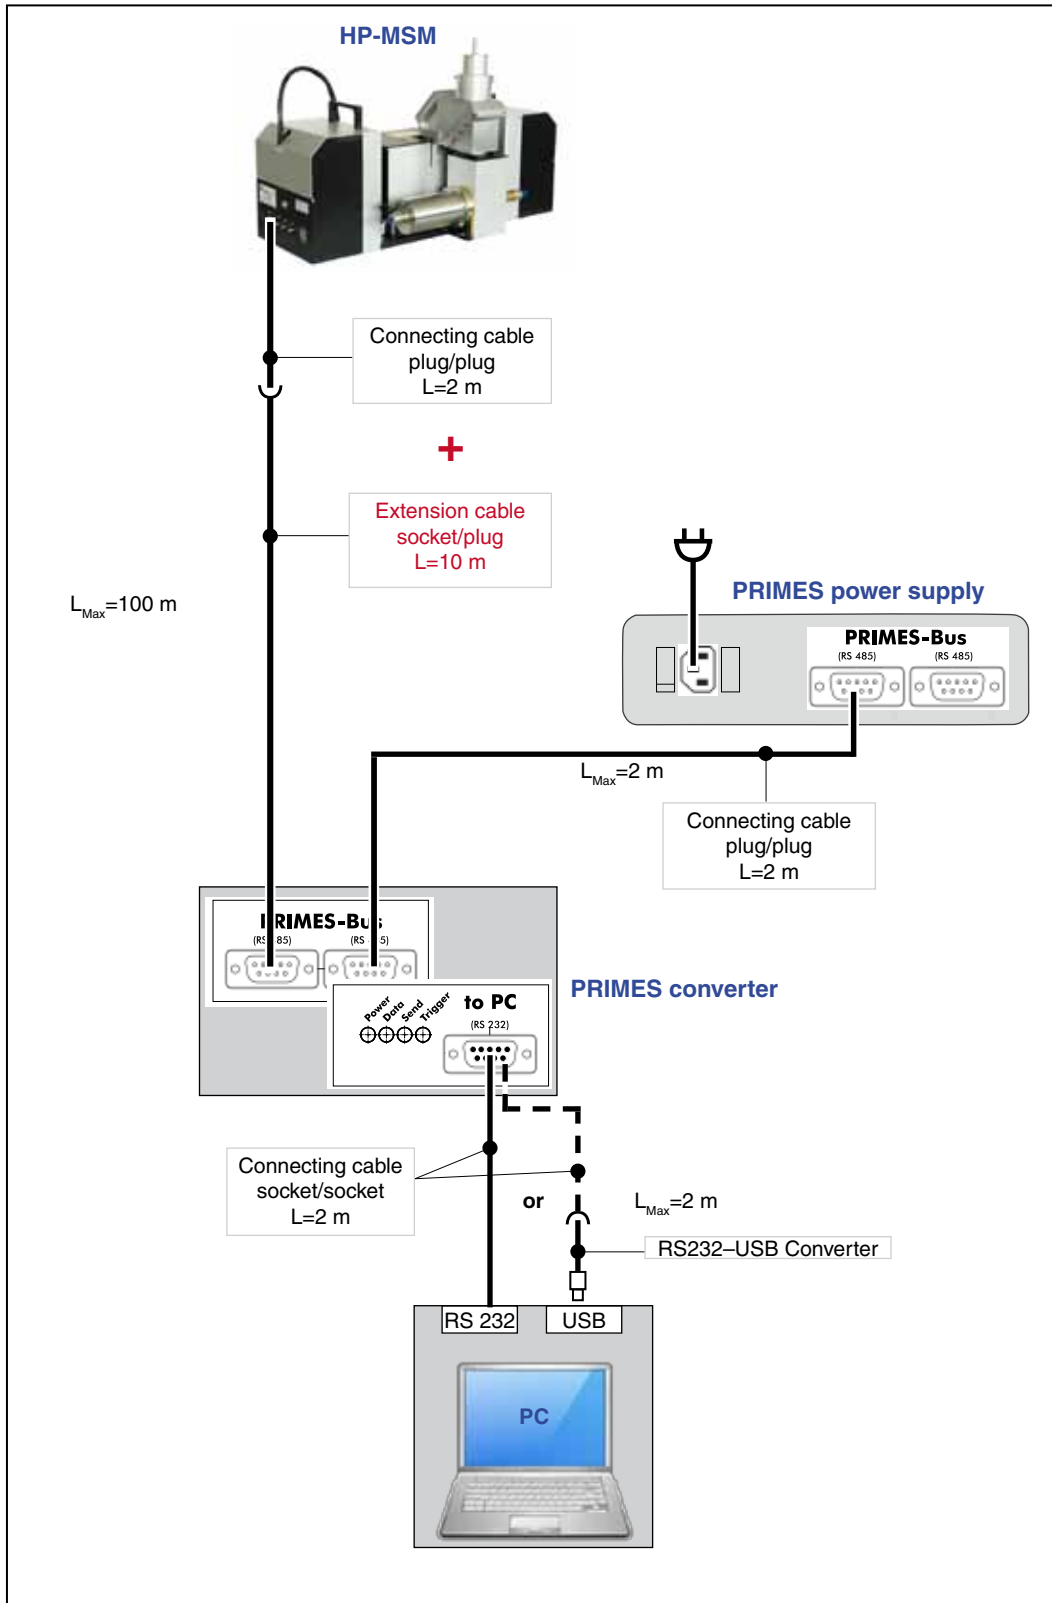 HP-MSM
Connecting cable
plug/plug
L=2 m
+
Extension cable
socket/plug
L=10 m
LMax=100 m
PRIMES power supply
PRIMES-Bus
(RS 485) (RS 485)
LMax=2 m
Connecting cable
plug/plug
L=2 m
PRIMES-Bus
PRIMES converter
Power
Data
Send
Trigger
to PC
(RS 232)
Connecting cable
socket/socket
L=2 m
or
LMax=2 m
RS232–USB Converter
RS 232 USB
PC